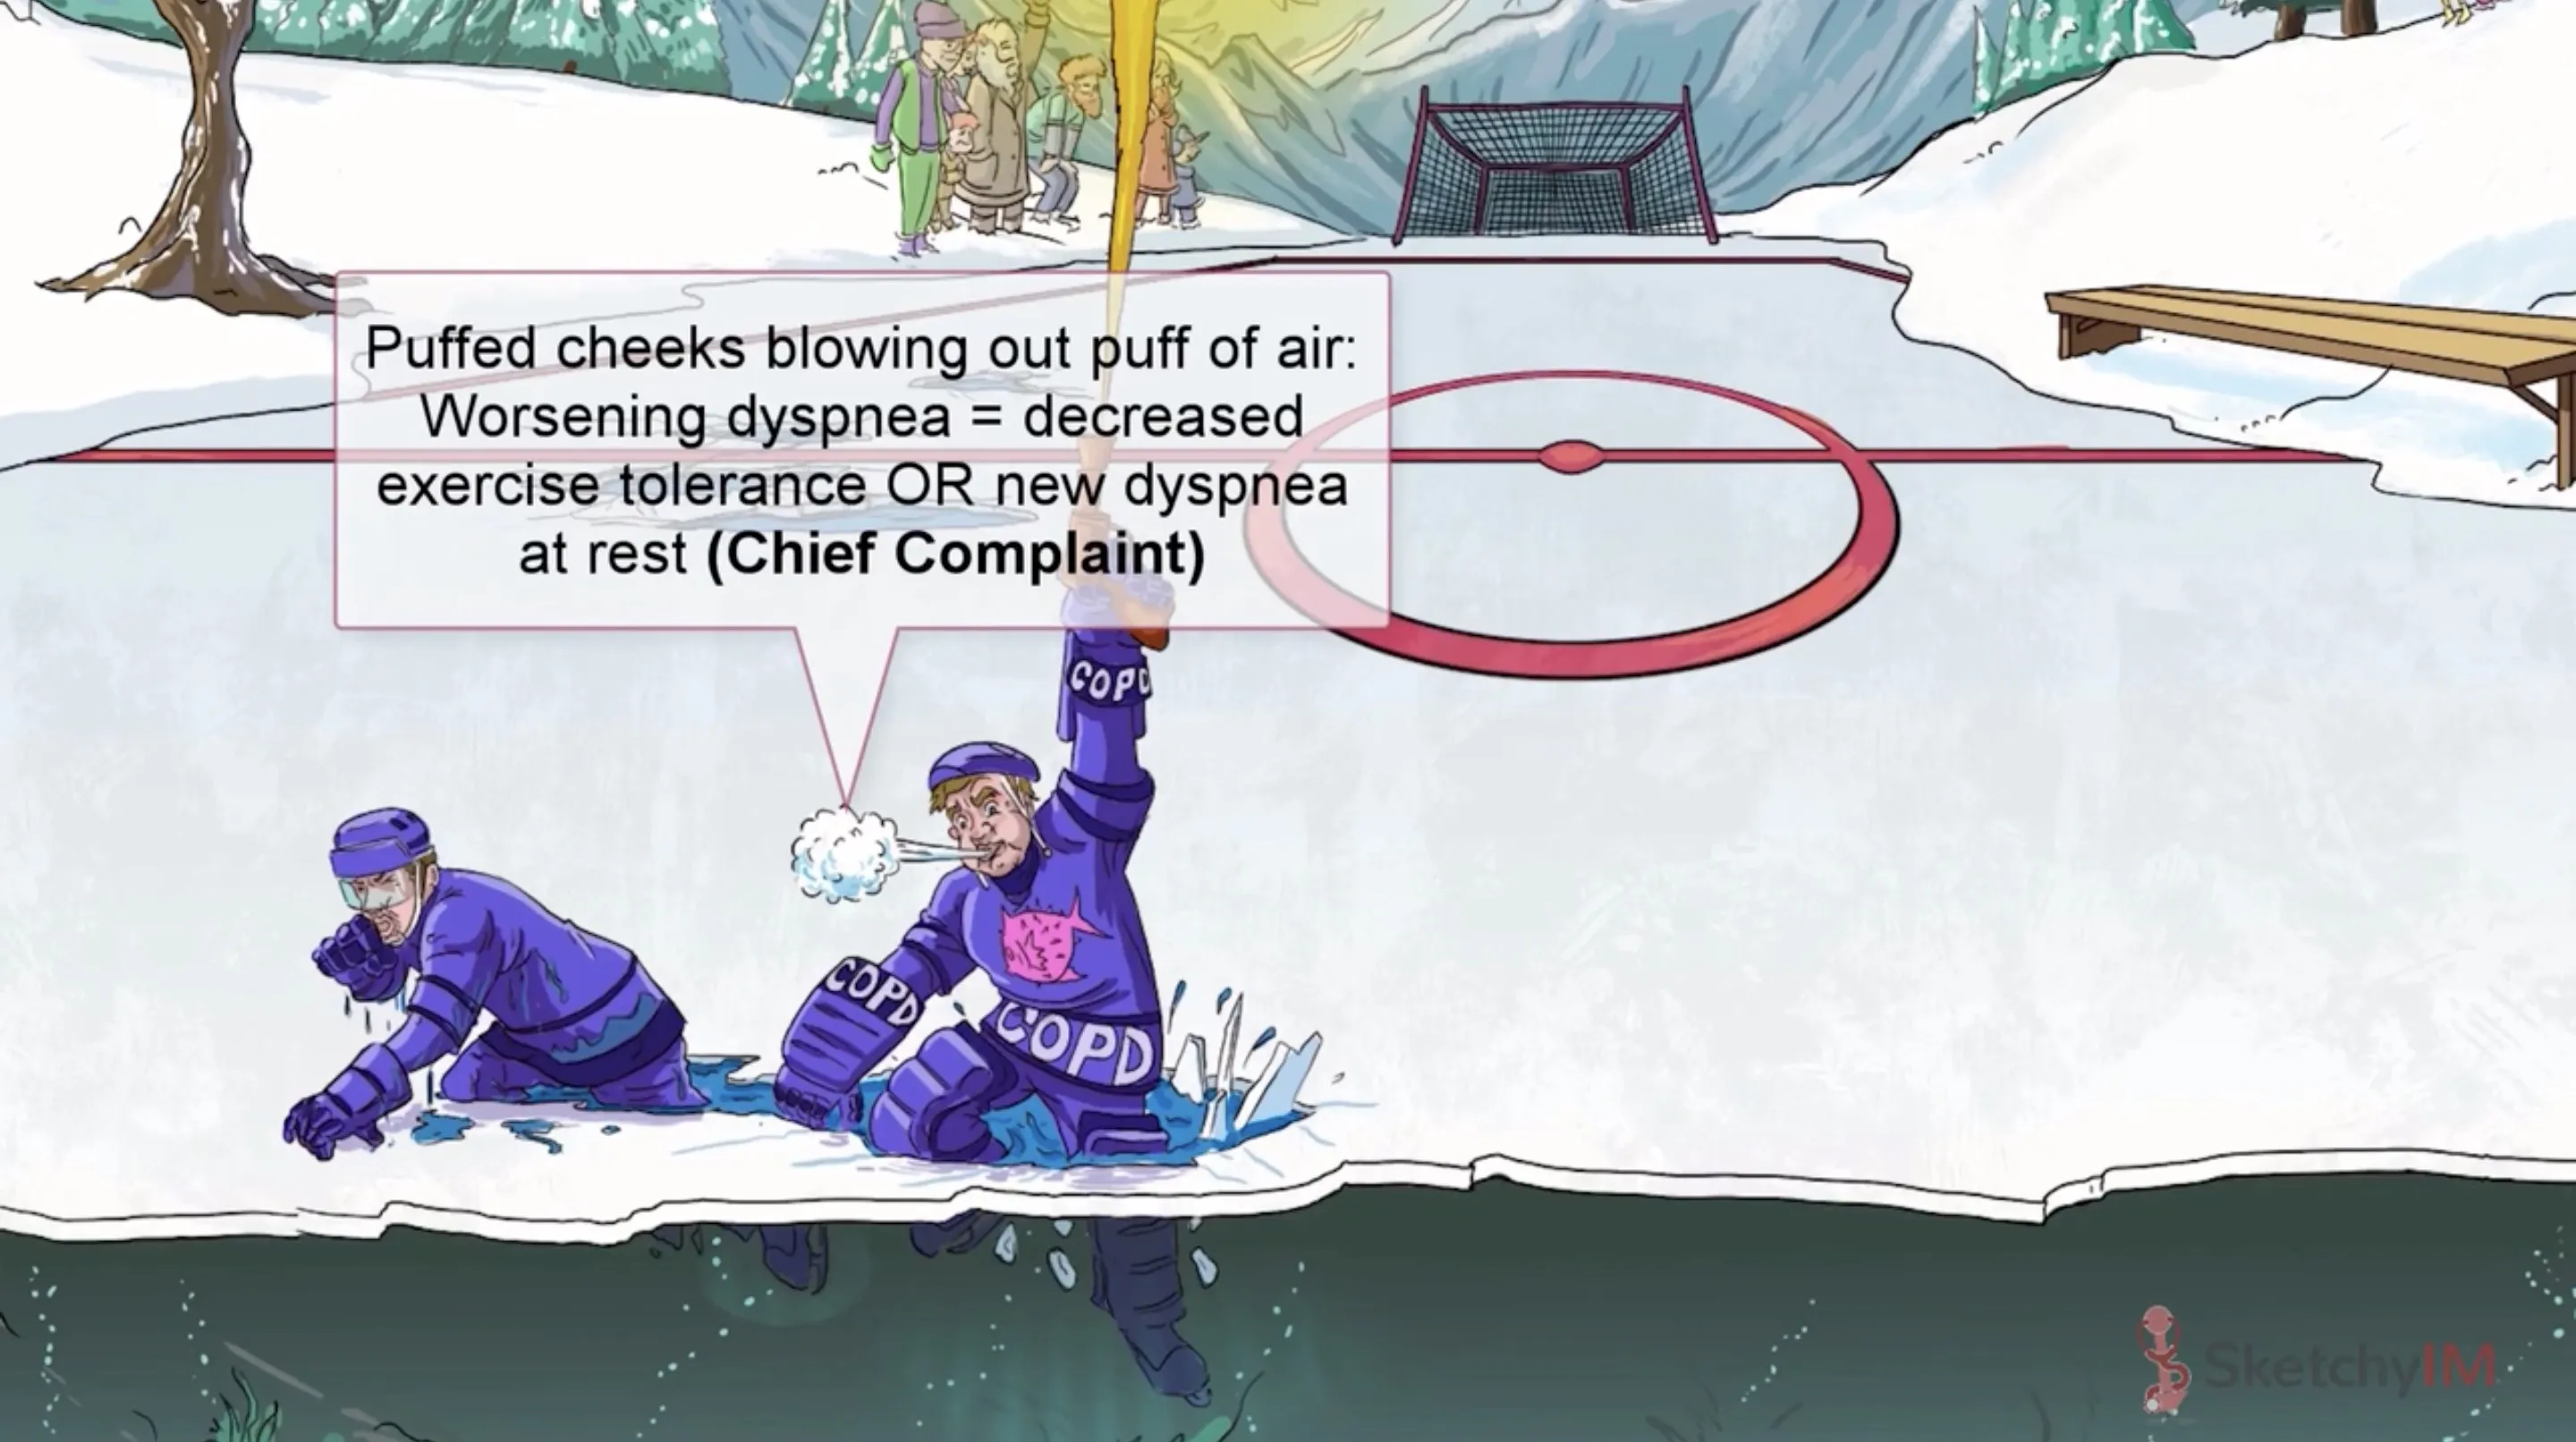 Puffed cheeks blowing out puff of air:
Worsening dyspnea = decreased
exercise tolerance OR new dyspnea
at rest (Chief Complaint)
COPD
COPD
COPD
SketchyIM